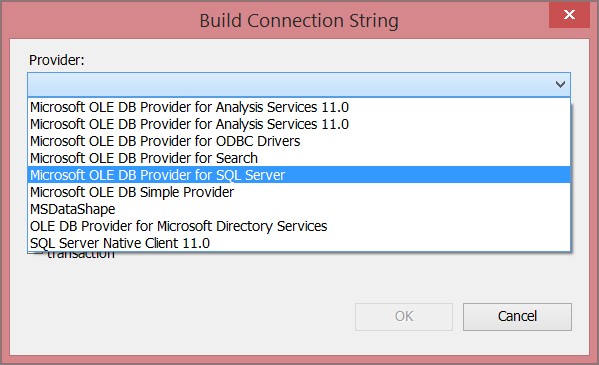 Build Connection String
Provider:
Microsoft OLE DB Provider for Analysis Services 11.0
Microsoft OLE DB Provider for Analysis Services 11.0
Microsoft OLE DB Provider for ODBC Drivers
Microsoft OLE DB Provider for Search
Microsoft OLE DB Provider for SQL Server
Microsoft OLE DB Simple Provider
MSDataShape
OLE DB Provider for Microsoft Directory Services
SQL Server Native Client 11.0
transaction
OK Cancel